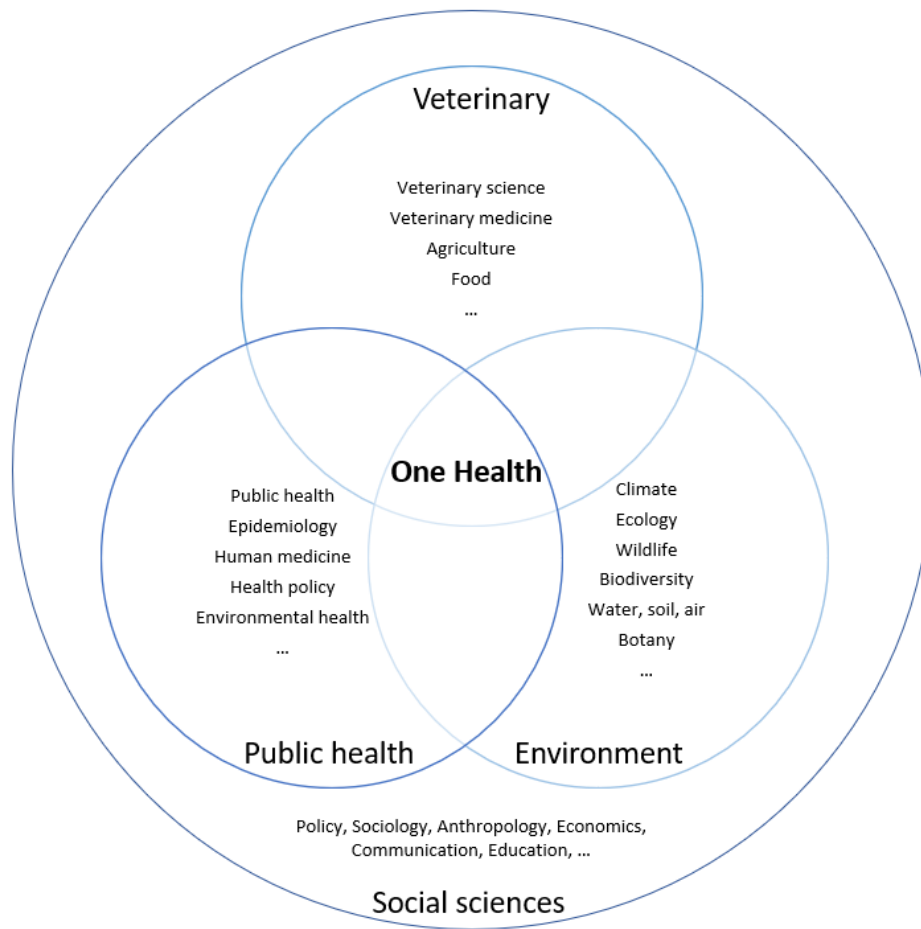 Veterinary
Veterinary science
Veterinary medicine
Agriculture
Food
...
One Health
Public health
Epidemiology
Human medicine
Health policy
Environmental health
...
Public health
Climate
Ecology
Wildlife
Biodiversity
Water, soil, air
Botany
...
Environment
Policy, Sociology, Anthropology, Economics,
Communication, Education, ...
Social sciences